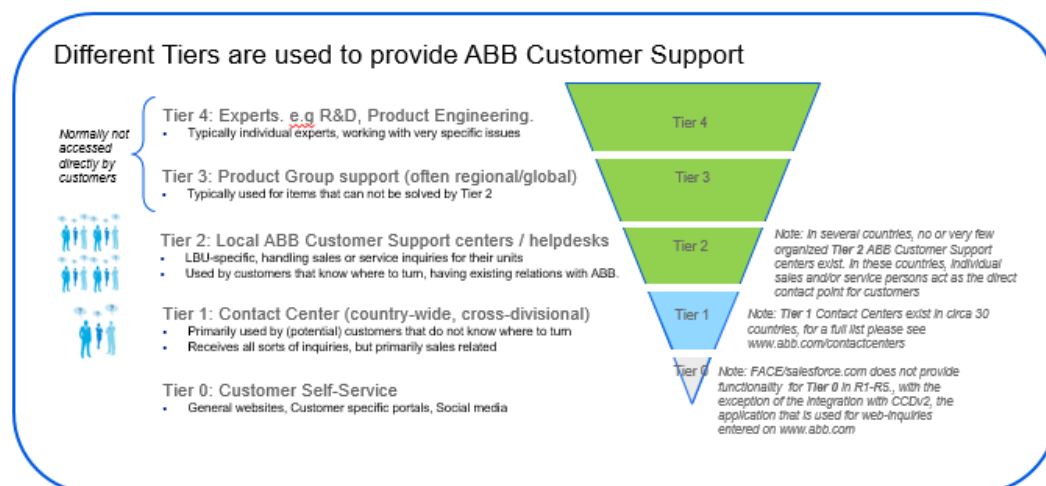 Different Tiers are used to provide ABB Customer Support
Normally not
accessed
directly by
customers
Tier 4: Experts. e.g R&D, Product Engineering.
• Typically individual experts, working with very specific issues
Tier 3: Product Group support (often regional/global)
• Typically used for items that can not be solved by Tier 2
Tier 2: Local ABB Customer Support centers / helpdesks
• LBU-specific, handling sales or service inquiries for their units
• Used by customers that know where to turn, having existing relations with ABB.
Tier 1: Contact Center (country-wide, cross-divisional)
• Primarily used by (potential) customers that do not know where to turn
• Receives all sorts of inquiries, but primarily sales related
Tier 0: Customer Self-Service
• General websites, Customer specific portals, Social media
Tier 4
Tier 3
Tier 2
Tier 1
Tier 0
Note: In several countries, no or very few
organized Tier 2 ABB Customer Support
centers exist. In these countries, individual
sales and/or service persons act as the direct
contact point for customers
Note: Tier 1 Contact Centers exist in circa 30
countries, for a full list please see
www.abb.com/contactcenters
Note: FACE/salesforce.com does not provide
functionality for Tier 0 in R1-R5., with the
exception of the integration with CCDv2, the
application that is used for web-inquiries
entered on www.abb.com